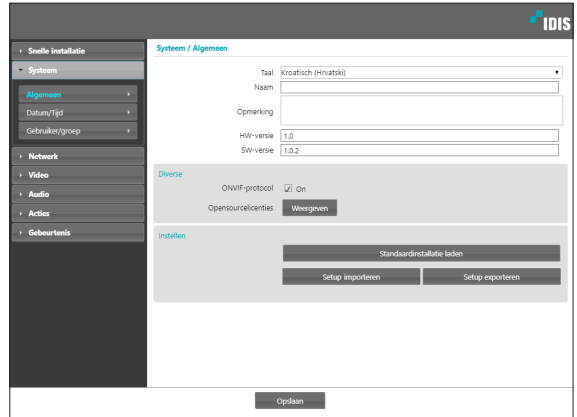 IDIS
Snelle installatie
Systeem
Algemeen
Datum/Tijd
Gebruiker/groep
Netwerk
Video
Audio
Acties
Gebeurtenis
Systeem / Algemeen
Taal Kroatisch (Hrvatski)
Naam
Opmerking
HW-versie 1.0
SW-versie 1.0.2
Diverse
ONVIF-protocol On
Opensourcelicenties Weergeven
Instellen
Standaardinstallatie laden
Setup importeren Setup exporteren
Opslaan